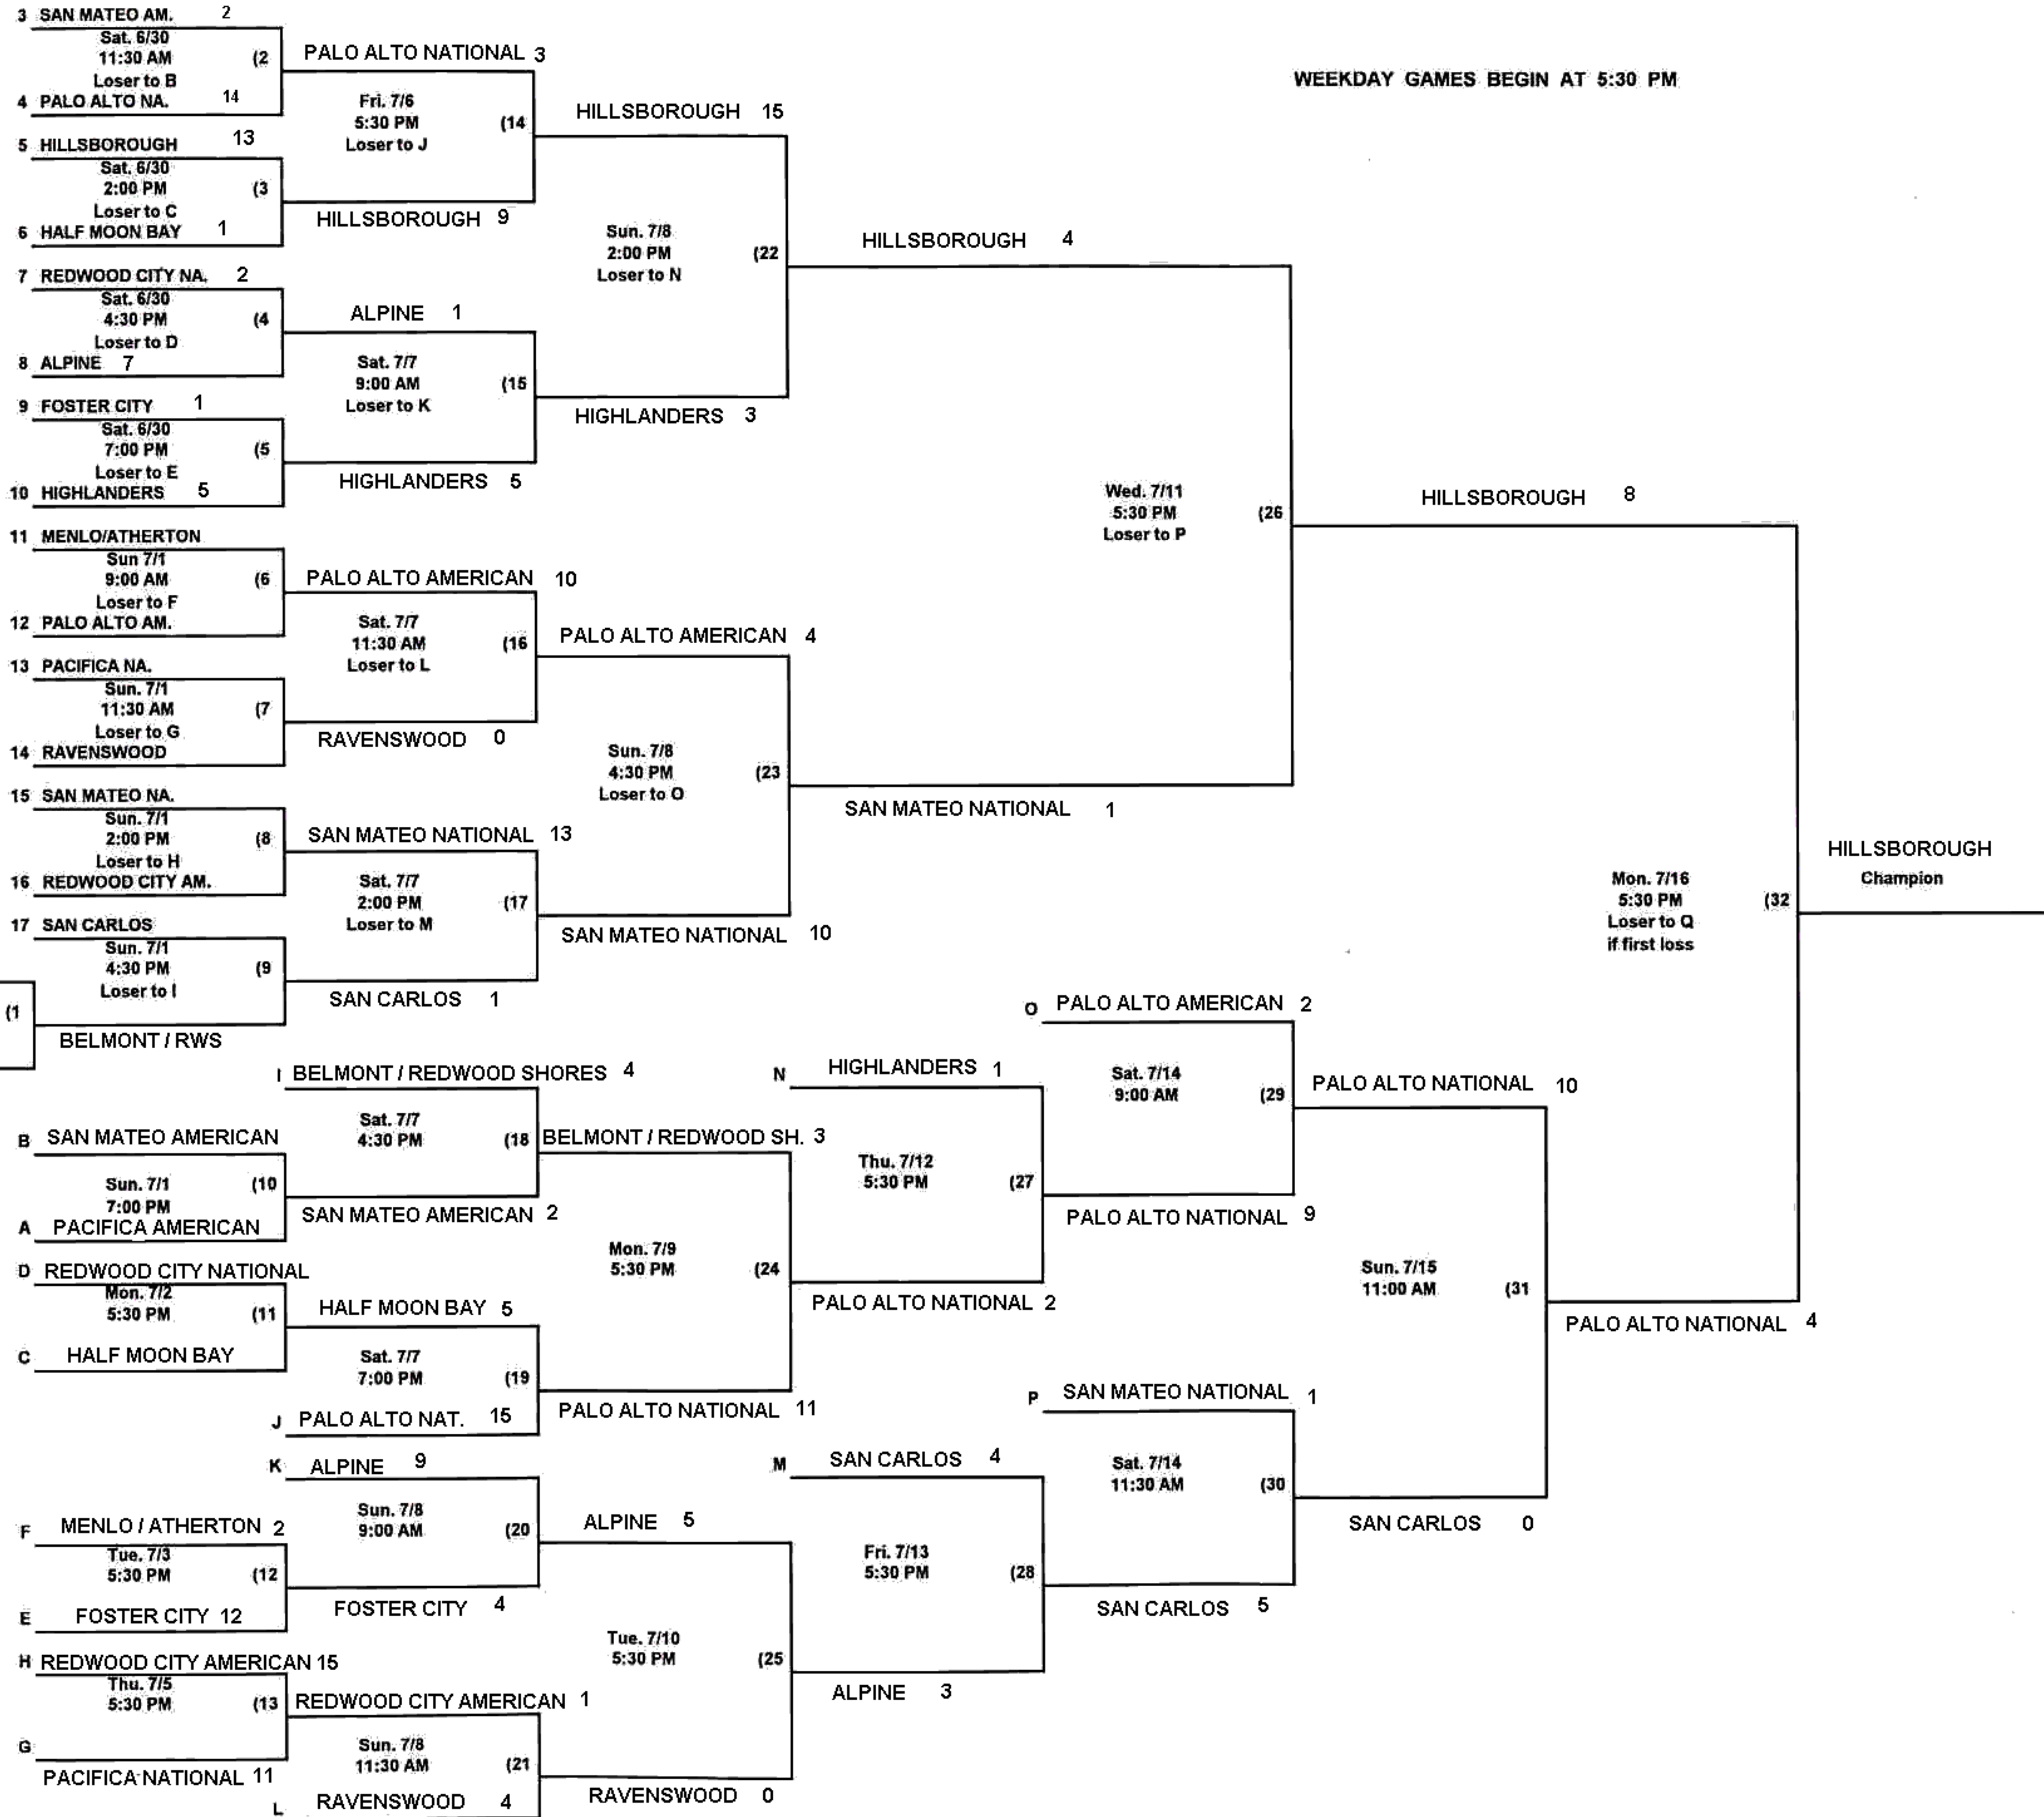 WEEKDAY GAMES BEGIN AT 5:30 PM
3 SAN MATEO AM. 2
Sat. 6/30
11:30 AM (2
Loser to B
4 PALO ALTO NA. 14
PALO ALTO NATIONAL 3
Fri. 7/6
5:30 PM (14
Loser to J
5 HILLSBOROUGH 13
Sat. 6/30
2:00 PM (3
Loser to C
6 HALF MOON BAY 1
HILLSBOROUGH 9
HILLSBOROUGH 15
Sun. 7/8
2:00 PM (22
Loser to N
7 REDWOOD CITY NA. 2
Sat. 6/30
4:30 PM (4
Loser to D
8 ALPINE 7
ALPINE 1
Sat. 7/7
9:00 AM (15
Loser to K
9 FOSTER CITY 1
Sat. 6/30
7:00 PM (5
Loser to E
10 HIGHLANDERS 5
HIGHLANDERS 5
HIGHLANDERS 3
HILLSBOROUGH 4
Wed. 7/11
5:30 PM (26
Loser to P
11 MENLO/ATHERTON
Sun 7/1
9:00 AM (6
Loser to F
12 PALO ALTO AM.
PALO ALTO AMERICAN 10
Sat. 7/7
11:30 AM (16
Loser to L
13 PACIFICA NA.
Sun. 7/1
11:30 AM (7
Loser to G
14 RAVENSWOOD
RAVENSWOOD 0
PALO ALTO AMERICAN 4
Sun. 7/8
4:30 PM (23
Loser to O
15 SAN MATEO NA.
Sun. 7/1
2:00 PM (8
Loser to H
16 REDWOOD CITY AM.
SAN MATEO NATIONAL 13
Sat. 7/7
2:00 PM (17
Loser to M
17 SAN CARLOS
Sun. 7/1
4:30 PM (9
Loser to I
(1
BELMONT / RWS
SAN CARLOS 1
SAN MATEO NATIONAL 10
SAN MATEO NATIONAL 1
HILLSBOROUGH 8
Mon. 7/16
5:30 PM (32
Loser to Q
if first loss
HILLSBOROUGH
Champion
I BELMONT / REDWOOD SHORES 4
Sat. 7/7
4:30 PM (18
B SAN MATEO AMERICAN
Sun. 7/1 (10
7:00 PM
A PACIFICA AMERICAN
SAN MATEO AMERICAN 2
BELMONT / REDWOOD SH. 3
Mon. 7/9
5:30 PM (24
D REDWOOD CITY NATIONAL
Mon. 7/2
5:30 PM (11
C HALF MOON BAY
HALF MOON BAY 5
Sat. 7/7
7:00 PM (19
J PALO ALTO NAT. 15
PALO ALTO NATIONAL 11
N HIGHLANDERS 1
Thu. 7/12
5:30 PM (27
PALO ALTO NATIONAL 2
O PALO ALTO AMERICAN 2
Sat. 7/14
9:00 AM (29
PALO ALTO NATIONAL 9
PALO ALTO NATIONAL 10
Sun. 7/15
11:00 AM (31
PALO ALTO NATIONAL 4
K ALPINE 9
Sun. 7/8
9:00 AM (20
F MENLO / ATHERTON 2
Tue. 7/3
5:30 PM (12
E FOSTER CITY 12
FOSTER CITY 4
ALPINE 5
Tue. 7/10
5:30 PM (25
H REDWOOD CITY AMERICAN 15
Thu. 7/5
5:30 PM (13
G
PACIFICA NATIONAL 11
REDWOOD CITY AMERICAN 1
Sun. 7/8
11:30 AM (21
L RAVENSWOOD 4
RAVENSWOOD 0
M SAN CARLOS 4
Fri. 7/13
5:30 PM (28
ALPINE 3
P SAN MATEO NATIONAL 1
Sat. 7/14
11:30 AM (30
SAN CARLOS 5
SAN CARLOS 0